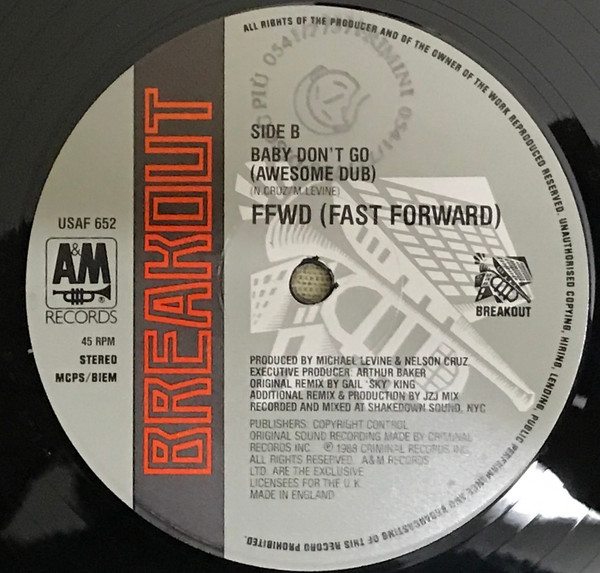 ALL RIGHTS OF THE PRODUCER AND OF THE OWNER OF THE WORK REPRODUCED RESERVED. UNAUTHORISED COPYING, HIRING, LENDING, PUBLIC PERFORMANCE AND BROADCASTING OF THIS RECORD PROHIBITED.
PIÙ 0541/ RIMINI 0541/
BREAKOUT
SIDE B
BABY DON'T GO
(AWESOME DUB)
(N CRUZ/M.LEVINE)
FFWD (FAST FORWARD)
USAF 652
A&M
®
RECORDS
45 RPM
STEREO
MCPS/BIEM
BREAKOUT
PRODUCED BY MICHAEL LEVINE & NELSON CRUZ
EXECUTIVE PRODUCER: ARTHUR BAKER
ORIGINAL REMIX BY GAIL 'SKY' KING
ADDITIONAL REMIX & PRODUCTION BY JZJ MIX
RECORDED AND MIXED AT SHAKEDOWN SOUND, NYC
PUBLISHERS: COPYRIGHT CONTROL
ORIGINAL SOUND RECORDING MADE BY CRIMINAL
RECORDS INC. ℗ 1988 CRIMINAL RECORDS INC.
ALL RIGHTS RESERVED. A&M RECORDS
LTD. ARE THE EXCLUSIVE
LICENSEES FOR THE U.K.
MADE IN ENGLAND